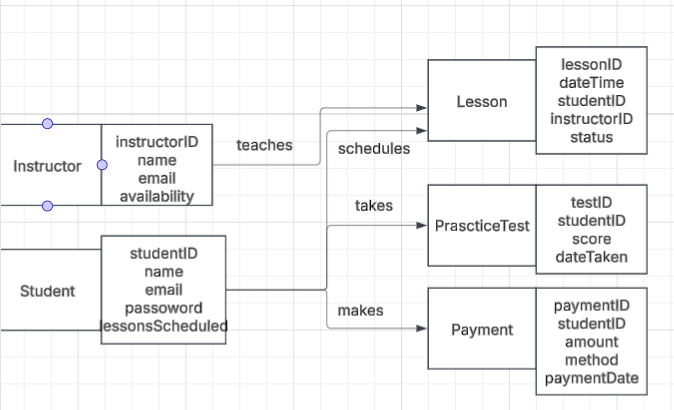 Instructor
instructorID
name
email
availability
teaches
Student
studentID
name
email
passoword
lessonsScheduled
schedules
takes
makes
Lesson
lessonID
dateTime
studentID
instructorID
status
PrascticeTest
testID
studentID
score
dateTaken
Payment
paymentID
studentID
amount
method
paymentDate